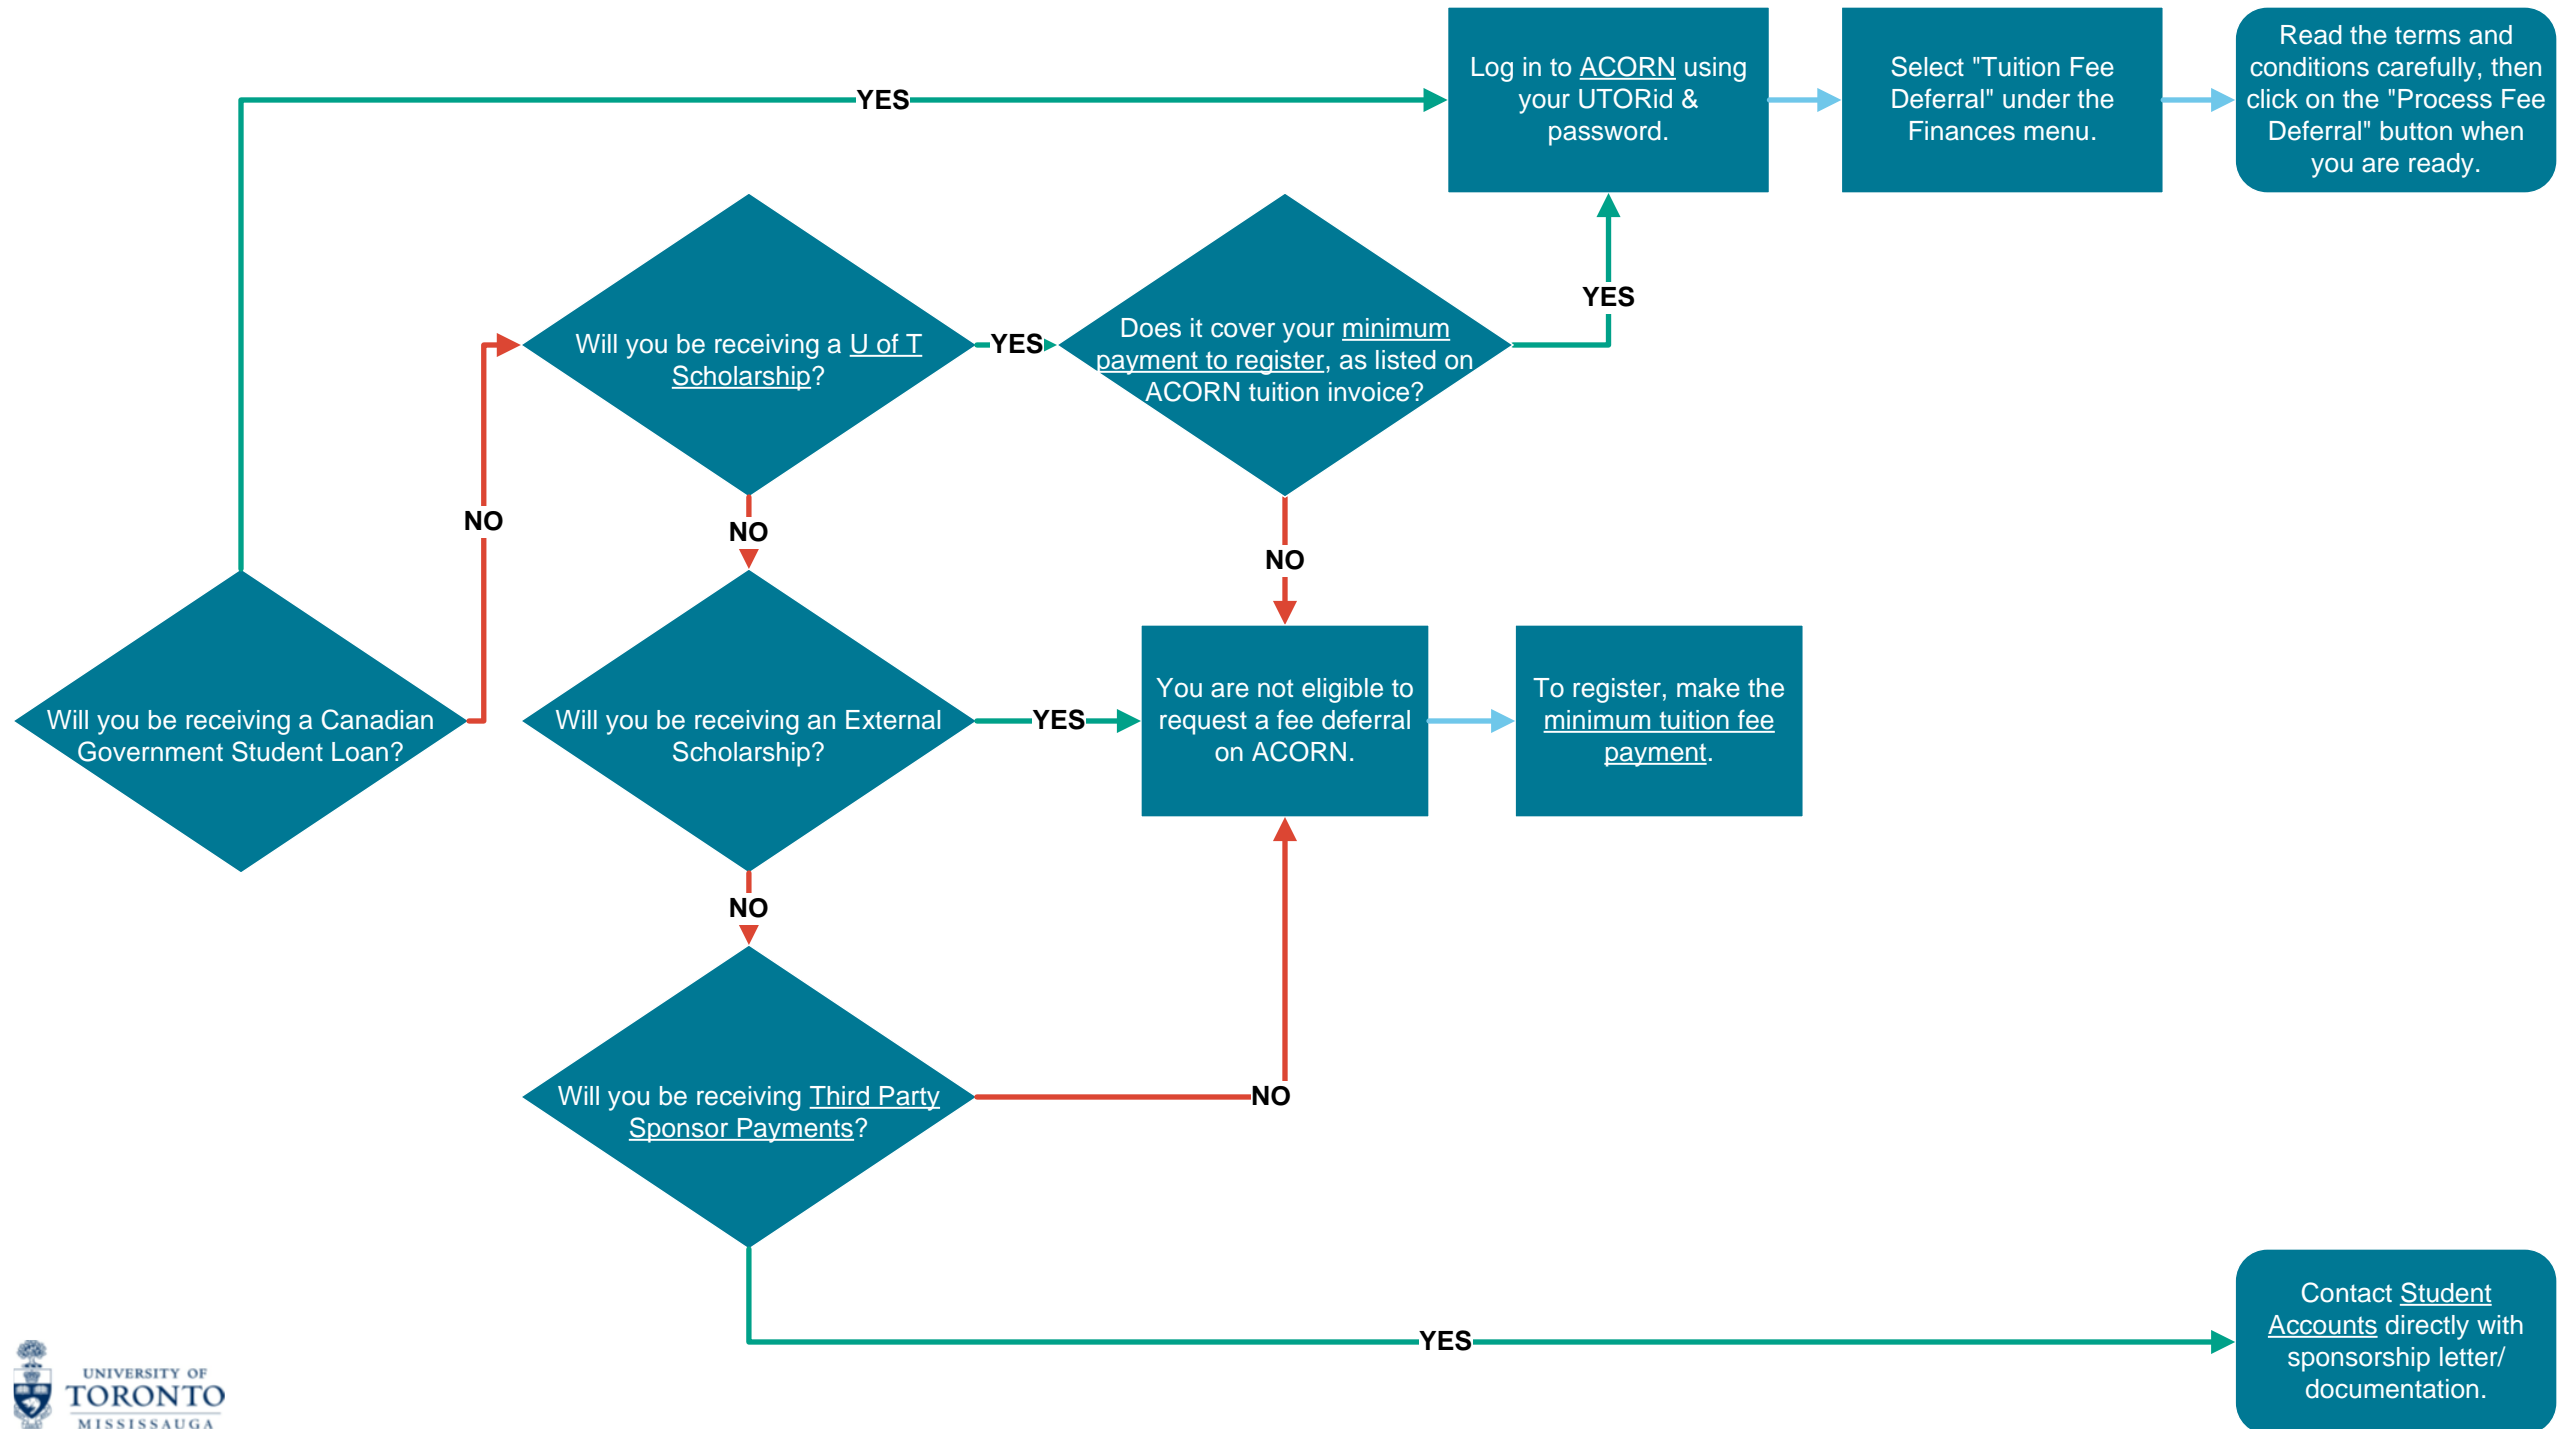 Log in to ACORN using
your UTORid &
password.
Select "Tuition Fee
Deferral" under the
Finances menu.
Read the terms and
conditions carefully, then
click on the "Process Fee
Deferral" button when
you are ready.
YES
YES
Will you be receiving a U of T
Scholarship?
YES
Does it cover your minimum
payment to register, as listed on
ACORN tuition invoice?
NO
NO
NO
Will you be receiving a Canadian
Government Student Loan?
Will you be receiving an External
Scholarship?
YES
You are not eligible to
request a fee deferral
on ACORN.
To register, make the
minimum tuition fee
payment.
NO
Will you be receiving Third Party
Sponsor Payments?
NO
YES
Contact Student
Accounts directly with
sponsorship letter/
documentation.
UNIVERSITY OF
TORONTO
MISSISSAUGA